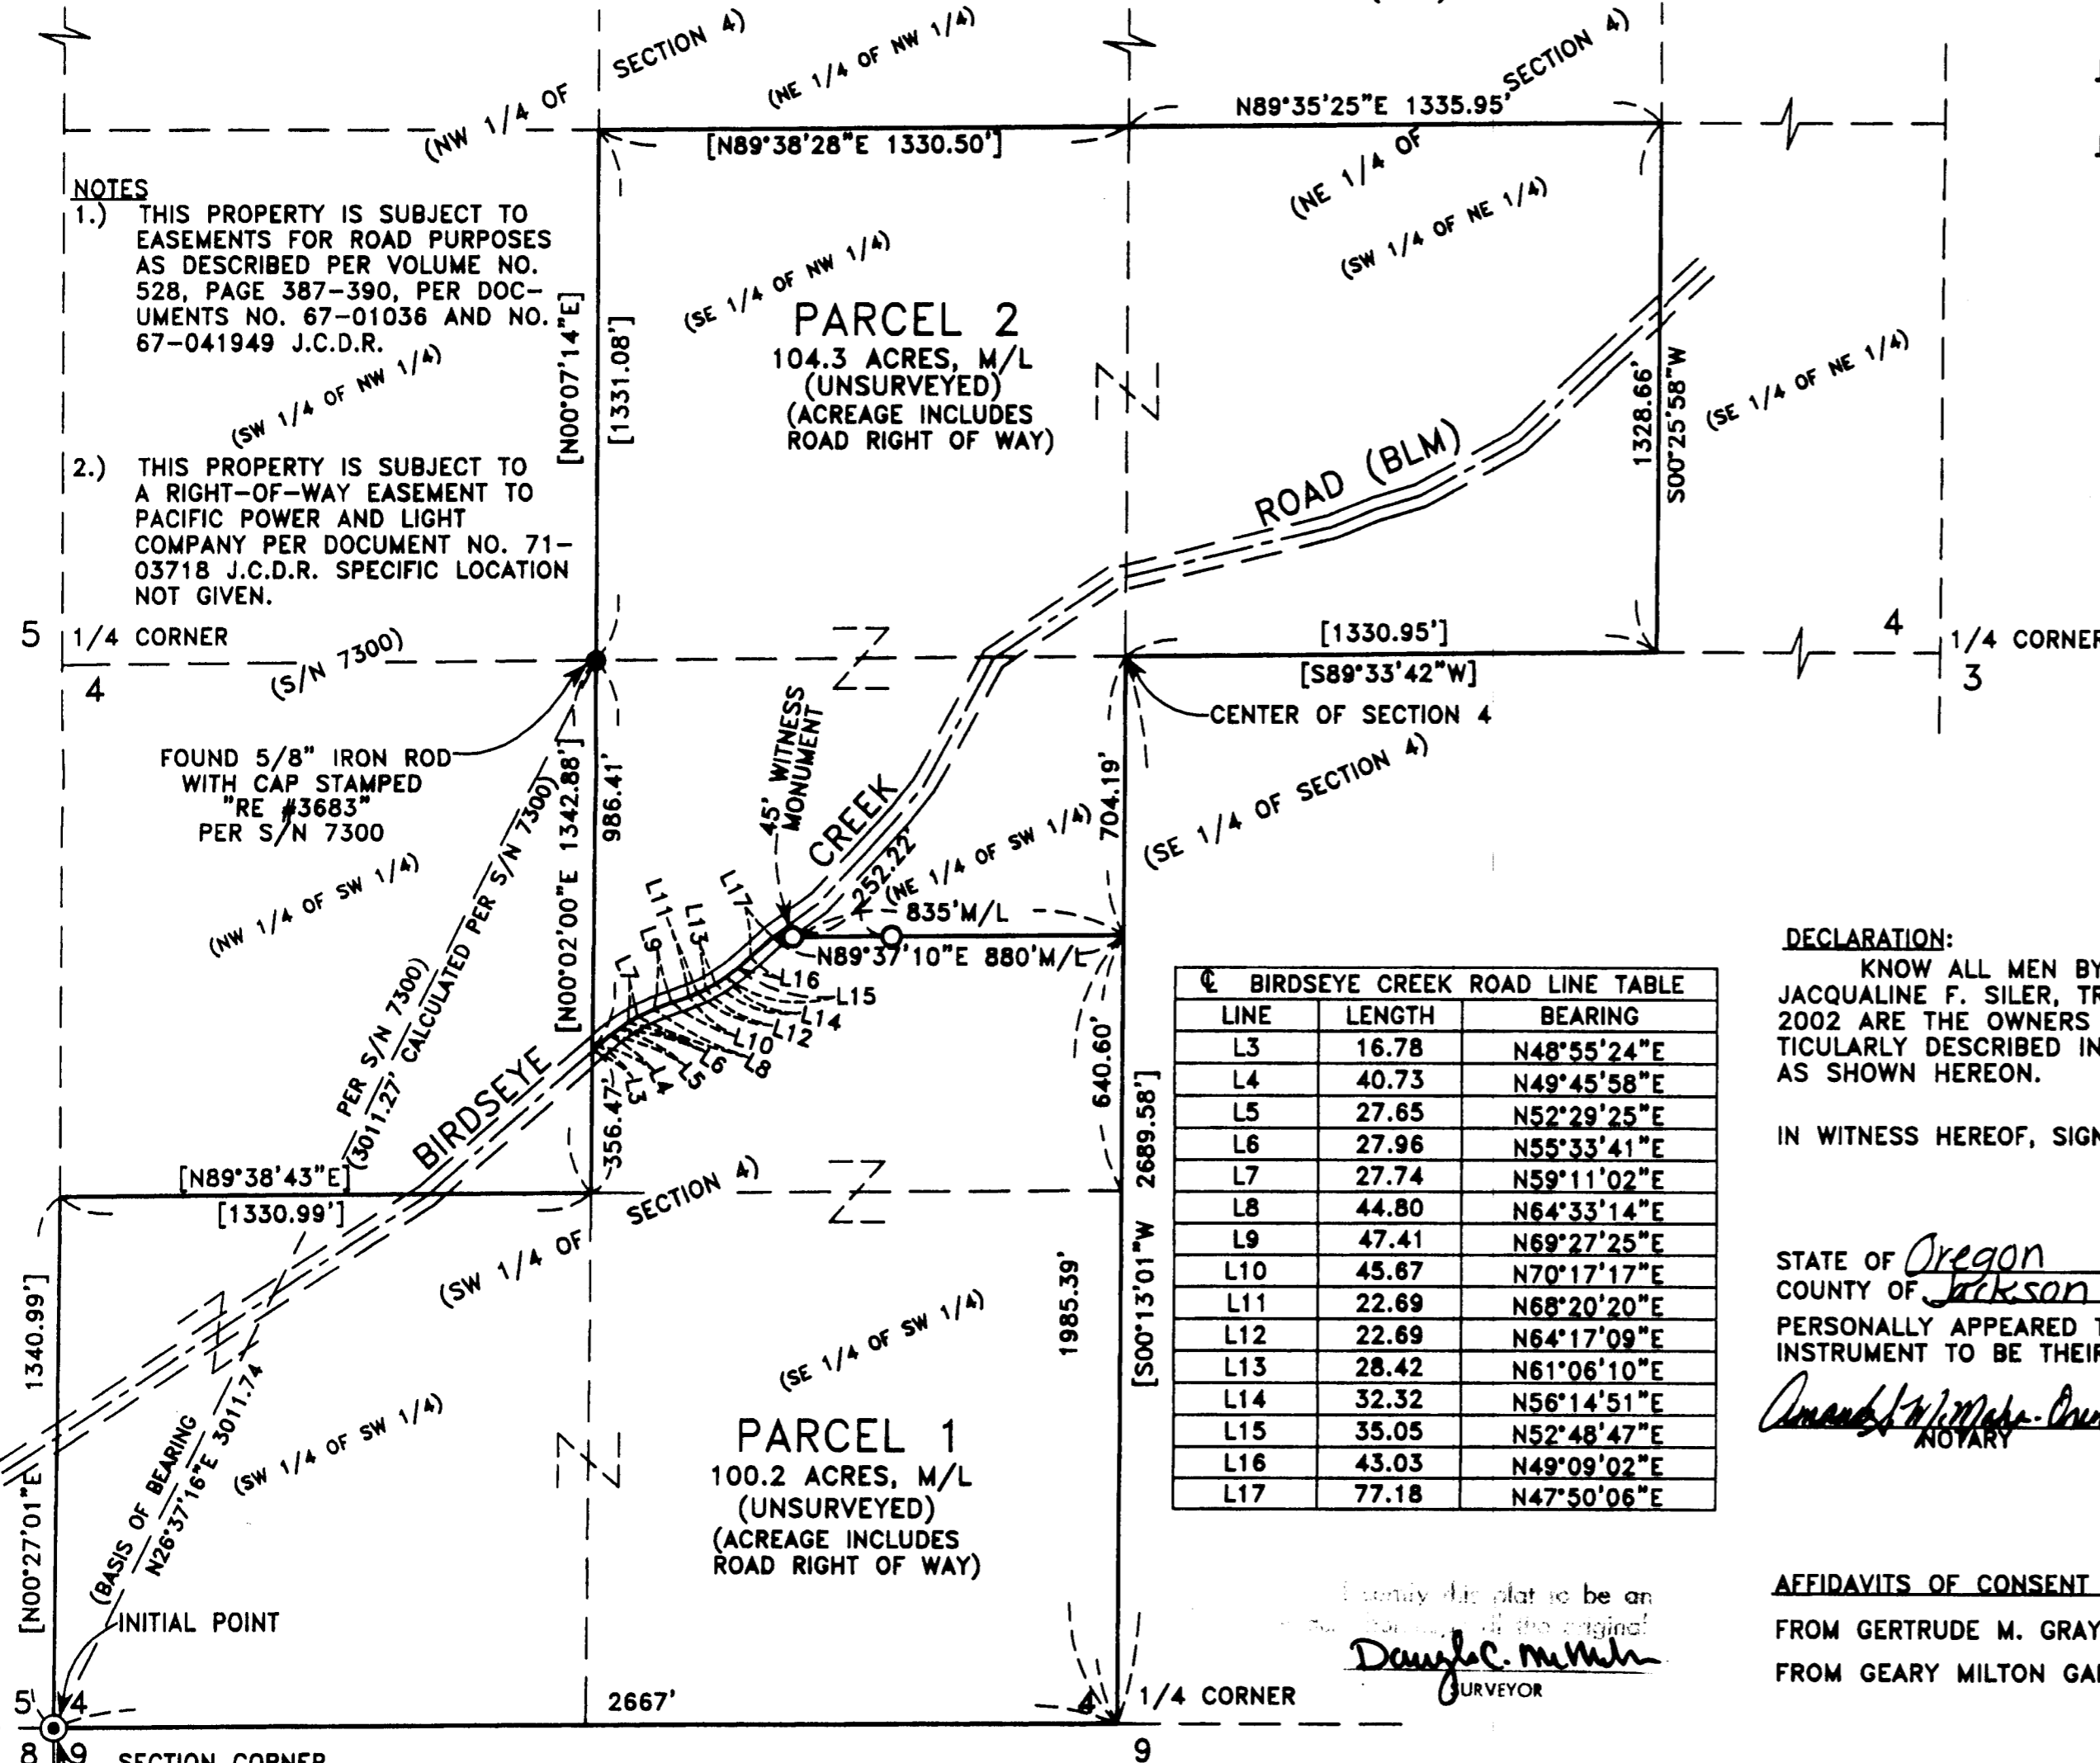 (NW 1/4 OF SECTION 4)
(NE 1/4 OF NW 1/4)
(NE 1/4 OF SECTION 4)
N89°35'25"E 1335.95'
[N89°38'28"E 1330.50']
(SW 1/4 OF NE 1/4)
NOTES
1.) THIS PROPERTY IS SUBJECT TO
EASEMENTS FOR ROAD PURPOSES
AS DESCRIBED PER VOLUME NO.
528, PAGE 387-390, PER DOC-
UMENTS NO. 67-01036 AND NO.
67-041949 J.C.D.R.
(SW 1/4 OF NW 1/4)
2.) THIS PROPERTY IS SUBJECT TO
A RIGHT-OF-WAY EASEMENT TO
PACIFIC POWER AND LIGHT
COMPANY PER DOCUMENT NO. 71-
03718 J.C.D.R. SPECIFIC LOCATION
NOT GIVEN.
[N00°07'14"E]
[1331.08']
(SE 1/4 OF NW 1/4)
PARCEL 2
104.3 ACRES, M/L
(UNSURVEYED)
(ACREAGE INCLUDES
ROAD RIGHT OF WAY)
ROAD (BLM)
1328.66'
S00°25'58"W
(SE 1/4 OF NE 1/4)
5
1/4 CORNER
4
(S/N 7300)
[1330.95']
[S89°33'42"W]
4
1/4 CORNER
3
CENTER OF SECTION 4
FOUND 5/8" IRON ROD
WITH CAP STAMPED
"RE #3683"
PER S/N 7300
(NW 1/4 OF SW 1/4)
[N00°02'00"E 1342.88']
986.41'
45' WITNESS
MONUMENT
CREEK
252.22'
(NE 1/4 OF SW 1/4)
704.19'
(SE 1/4 OF SECTION 4)
835'M/L
N89°37'10"E 880'M/L
L17
L13
L11
L9
L7
L16
L15
L14
L12
L10
L8
L6
L5
L4
L3
356.47'
640.60'
[S00°13'01"W 2689.58']
PER S/N 7300)
(3011.27' CALCULATED PER S/N 7300)
BIRDSEYE
[N89°38'43"E]
[1330.99']
(SW 1/4 OF SECTION 4)
1340.99']
[N00°27'01"E
(BASIS OF BEARING
N26°37'16"E 3011.74
(SW 1/4 OF SW 1/4)
(SE 1/4 OF SW 1/4)
1985.39'
PARCEL 1
100.2 ACRES, M/L
(UNSURVEYED)
(ACREAGE INCLUDES
ROAD RIGHT OF WAY)
INITIAL POINT
5 4
8 9 SECTION CORNER
2667'
4 1/4 CORNER
9
℄ BIRDSEYE CREEK ROAD LINE TABLE
LINE LENGTH BEARING
L3 16.78 N48°55'24"E
L4 40.73 N49°45'58"E
L5 27.65 N52°29'25"E
L6 27.96 N55°33'41"E
L7 27.74 N59°11'02"E
L8 44.80 N64°33'14"E
L9 47.41 N69°27'25"E
L10 45.67 N70°17'17"E
L11 22.69 N68°20'20"E
L12 22.69 N64°17'09"E
L13 28.42 N61°06'10"E
L14 32.32 N56°14'51"E
L15 35.05 N52°48'47"E
L16 43.03 N49°09'02"E
L17 77.18 N47°50'06"E
plat to be an
the original
SURVEYOR
DECLARATION:
KNOW ALL MEN BY
JACQUALINE F. SILER, TR
2002 ARE THE OWNERS
TICULARLY DESCRIBED IN
AS SHOWN HEREON.
IN WITNESS HEREOF, SIGN
STATE OF Oregon
COUNTY OF Jackson
PERSONALLY APPEARED T
INSTRUMENT TO BE THEIR
NOTARY
AFFIDAVITS OF CONSENT
FROM GERTRUDE M. GRAY
FROM GEARY MILTON GA